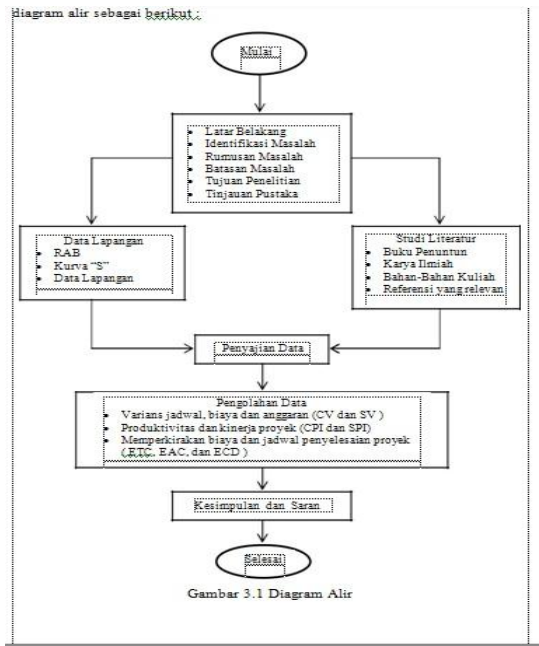 diagram alir sebagai berikut :
Mulai
Latar Belakang
Identifikasi Masalah
Rumusan Masalah
Batasan Masalah
Tujuan Penelitian
Tinjauan Pustaka
Data Lapangan
RAB
Kurva “S”
Data Lapangan
Studi Literatur
Buku Penuntun
Karya Ilmiah
Bahan-Bahan Kuliah
Referensi yang relevan
Penyajian Data
Pengolahan Data
Varians jadwal, biaya dan anggaran (CV dan SV )
Produktivitas dan kinerja proyek (CPI dan SPI)
Memperkirakan biaya dan jadwal penyelesaian proyek
( ETC, EAC, dan ECD )
Kesimpulan dan Saran
Selesai
Gambar 3.1 Diagram Alir